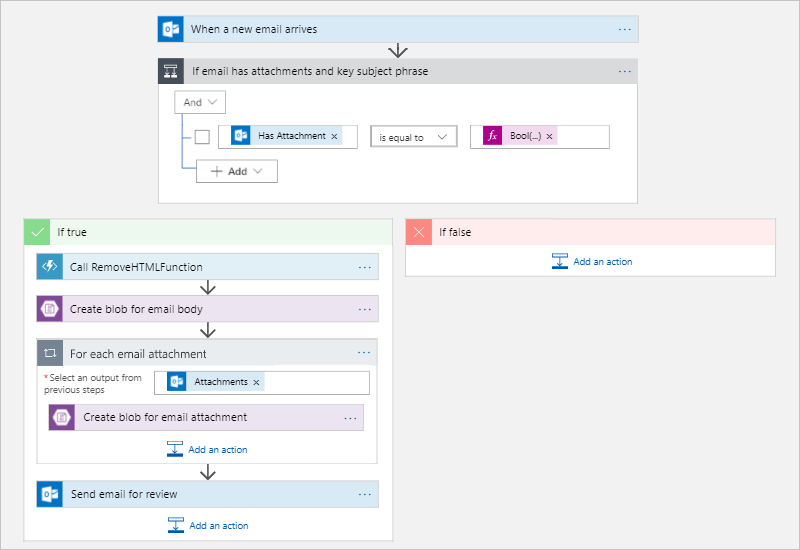 When a new email arrives ...
If email has attachments and key subject phrase ...
And
Has Attachment × is equal to fx Bool(...) ×
+ Add
If true
If false
Call RemoveHTMLFunction ...
Add an action
Create blob for email body ...
For each email attachment ...
*Select an output from
previous steps
Attachments ×
Create blob for email attachment ...
Add an action
Send email for review ...
Add an action